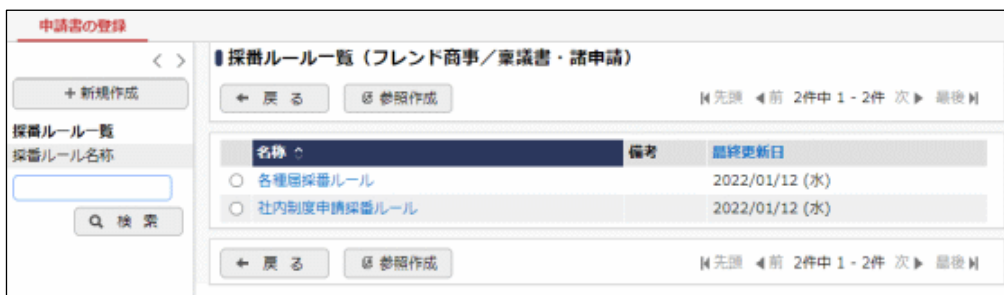 申請書の登録
< >
+ 新規作成
採番ルール一覧
採番ルール名称
検 索
採番ルール一覧（フレンド商事／稟議書・諸申請）
戻 る 参照作成 先頭 前 2件中 1 - 2件 次 最後
名称 備考 最終更新日
各種届採番ルール 2022/01/12 (水)
社内制度申請採番ルール 2022/01/12 (水)
戻 る 参照作成 先頭 前 2件中 1 - 2件 次 最後